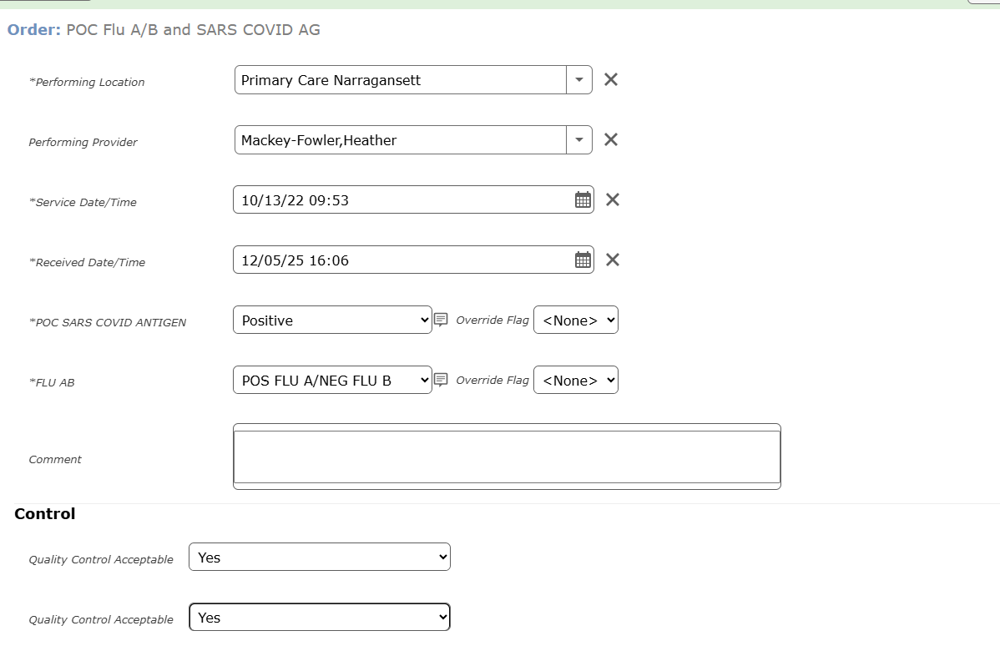 Order: POC Flu A/B and SARS COVID AG
*Performing Location Primary Care Narragansett
Performing Provider Mackey-Fowler,Heather
*Service Date/Time 10/13/22 09:53
*Received Date/Time 12/05/25 16:06
*POC SARS COVID ANTIGEN Positive Override Flag <None>
*FLU AB POS FLU A/NEG FLU B Override Flag <None>
Comment
Control
Quality Control Acceptable Yes
Quality Control Acceptable Yes